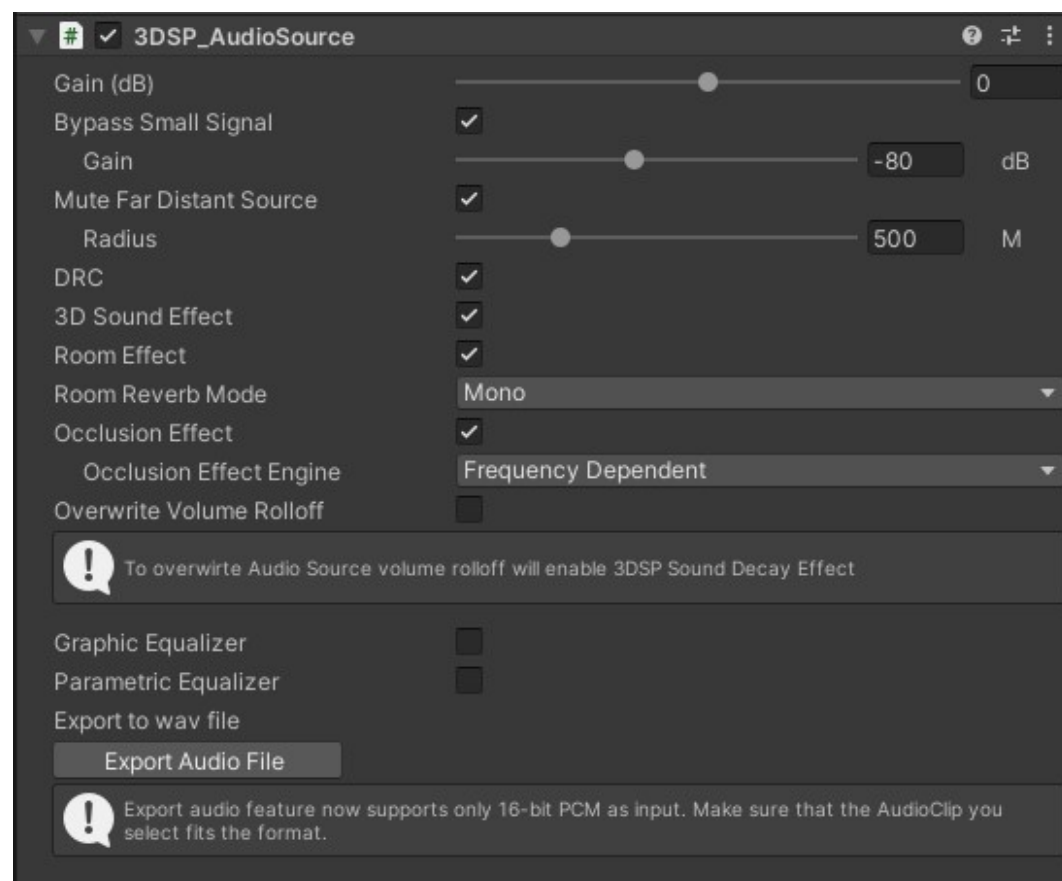 3DSP_AudioSource
Gain (dB) 0
Bypass Small Signal
Gain -80 dB
Mute Far Distant Source
Radius 500 M
DRC
3D Sound Effect
Room Effect
Room Reverb Mode Mono
Occlusion Effect
Occlusion Effect Engine Frequency Dependent
Overwrite Volume Rolloff
To overwirte Audio Source volume rolloff will enable 3DSP Sound Decay Effect
Graphic Equalizer
Parametric Equalizer
Export to wav file
Export Audio File
Export audio feature now supports only 16-bit PCM as input. Make sure that the AudioClip you
select fits the format.